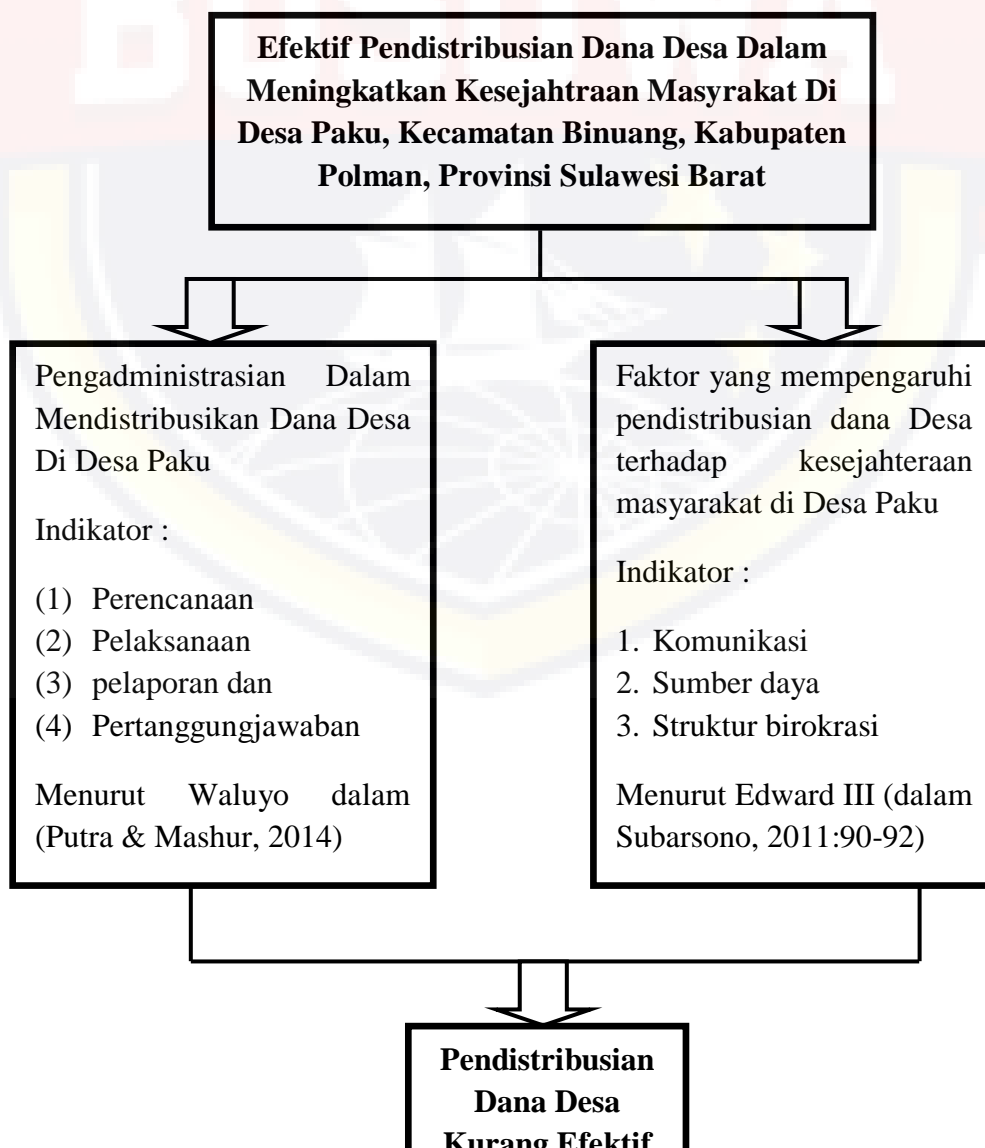 Efektif Pendistribusian Dana Desa Dalam
Meningkatkan Kesejahtraan Masyrakat Di
Desa Paku, Kecamatan Binuang, Kabupaten
Polman, Provinsi Sulawesi Barat
Pengadministrasian Dalam
Mendistribusikan Dana Desa
Di Desa Paku
Indikator :
(1) Perencanaan
(2) Pelaksanaan
(3) pelaporan dan
(4) Pertanggungjawaban
Menurut Waluyo dalam
(Putra & Mashur, 2014)
Faktor yang mempengaruhi
pendistribusian dana Desa
terhadap kesejahteraan
masyarakat di Desa Paku
Indikator :
1. Komunikasi
2. Sumber daya
3. Struktur birokrasi
Menurut Edward III (dalam
Subarsono, 2011:90-92)
Pendistribusian
Dana Desa
Kurang Efektif